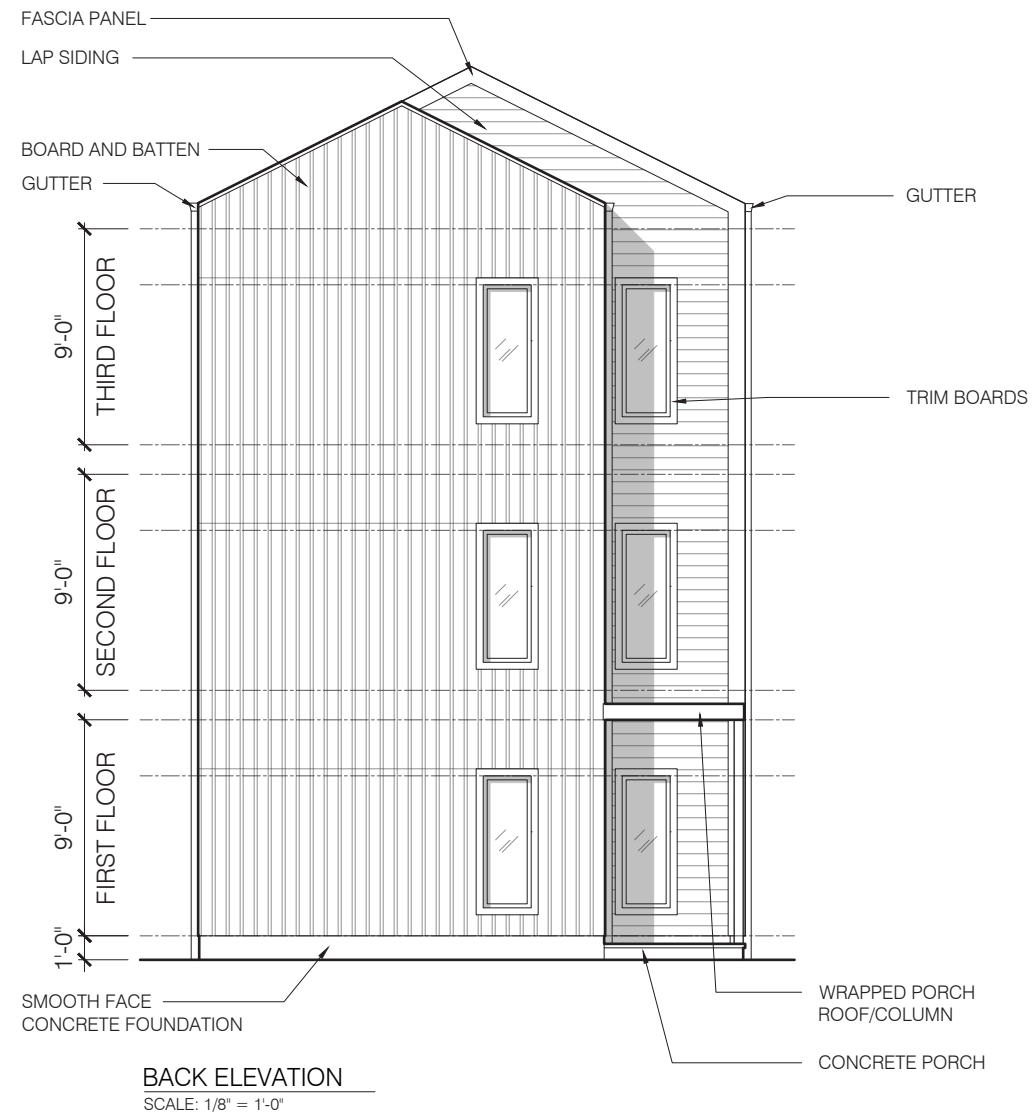 FASCIA PANEL
LAP SIDING
BOARD AND BATTEN
GUTTER
GUTTER
THIRD FLOOR
9'-0"
TRIM BOARDS
SECOND FLOOR
9'-0"
FIRST FLOOR
9'-0"
1'-0"
SMOOTH FACE
CONCRETE FOUNDATION
WRAPPED PORCH
ROOF/COLUMN
CONCRETE PORCH
BACK ELEVATION
SCALE: 1/8" = 1'-0"